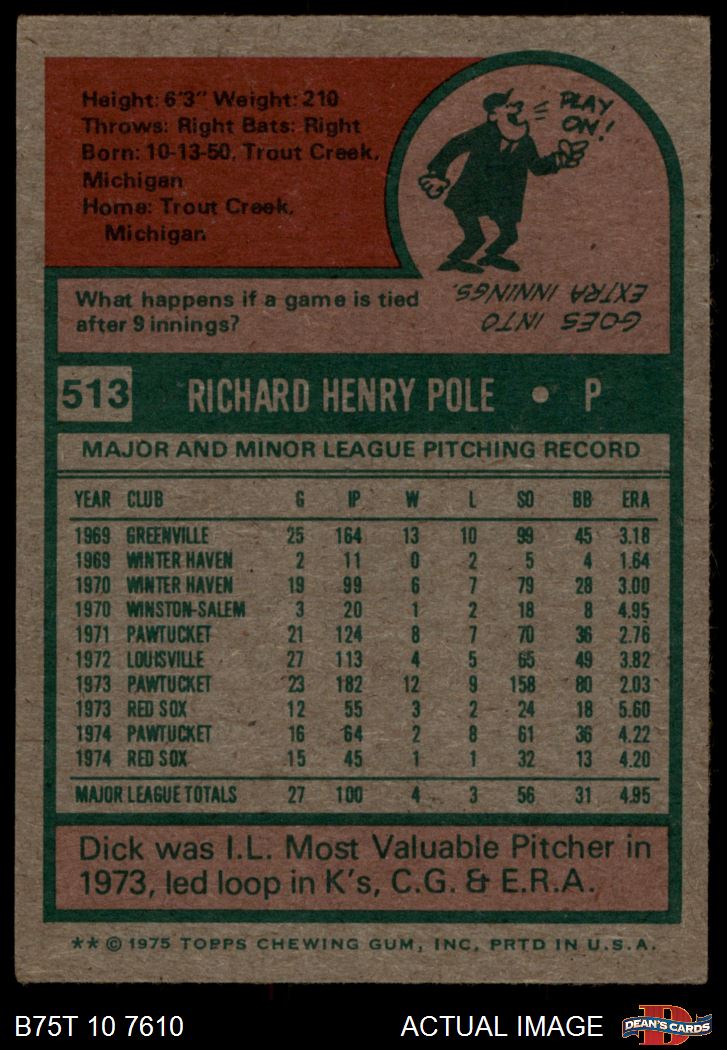 Height: 6'3" Weight: 210
Throws: Right Bats: Right
Born: 10-13-50, Trout Creek,
Michigan
Home: Trout Creek,
Michigan
PLAY
ON!
What happens if a game is tied
after 9 innings?
GOES INTO
EXTRA INNINGS.
513 RICHARD HENRY POLE • P
MAJOR AND MINOR LEAGUE PITCHING RECORD
YEAR CLUB G IP W L SO BB ERA
1969 GREENVILLE 25 164 13 10 99 45 3.18
1969 WINTER HAVEN 2 11 0 2 5 4 1.64
1970 WINTER HAVEN 19 99 6 7 79 28 3.00
1970 WINSTON-SALEM 3 20 1 2 18 8 4.95
1971 PAWTUCKET 21 124 8 7 70 36 2.76
1972 LOUISVILLE 27 113 4 5 65 49 3.82
1973 PAWTUCKET 23 182 12 9 158 80 2.03
1973 RED SOX 12 55 3 2 24 18 5.60
1974 PAWTUCKET 16 64 2 8 61 36 4.22
1974 RED SOX 15 45 1 1 32 13 4.20
MAJOR LEAGUE TOTALS 27 100 4 3 56 31 4.95
Dick was I.L. Most Valuable Pitcher in
1973, led loop in K's, C.G. & E.R.A.
** © 1975 TOPPS CHEWING GUM, INC. PRTD IN U.S.A.
B75T 10 7610 ACTUAL IMAGE D DEAN'S CARDS